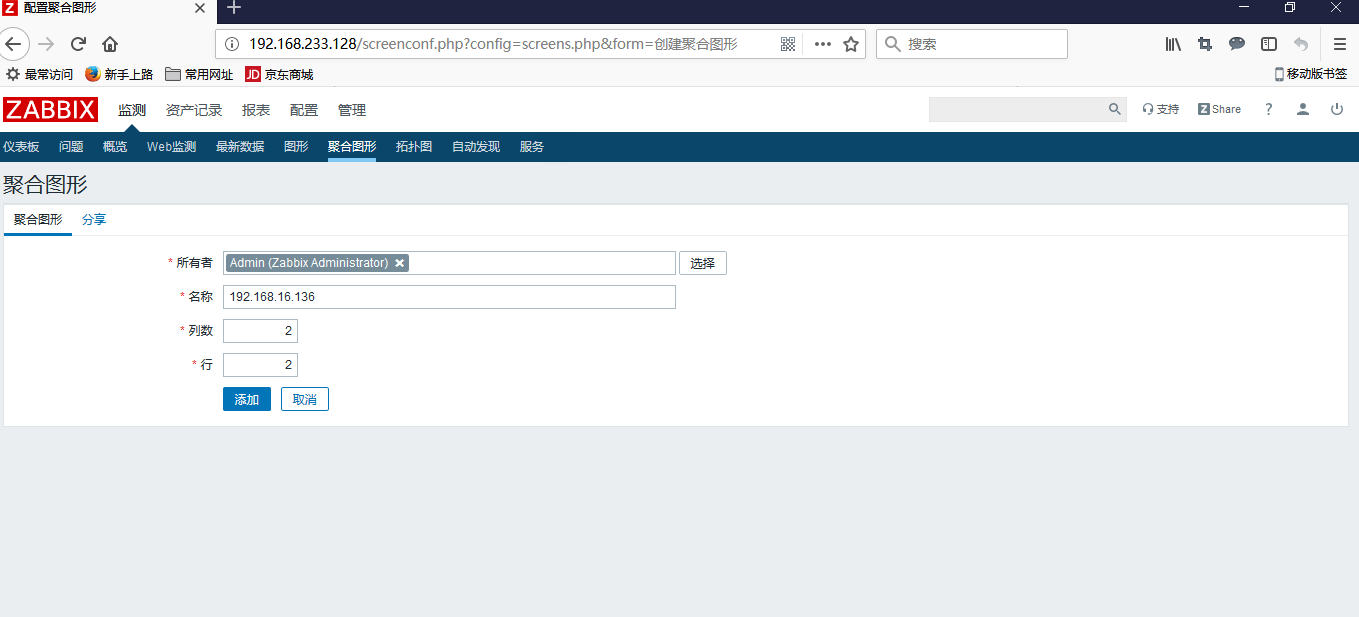 Z 配置聚合图形
192.168.233.128/screenconf.php?config=screens.php&form=创建聚合图形
搜索
最常访问 新手上路 常用网址 JD 京东商城 移动版书签
ZABBIX 监测 资产记录 报表 配置 管理 支持 Z Share ?
仪表板 问题 概览 Web监测 最新数据 图形 聚合图形 拓扑图 自动发现 服务
聚合图形
聚合图形 分享
* 所有者 Admin (Zabbix Administrator) 选择
* 名称 192.168.16.136
* 列数 2
* 行 2
添加 取消